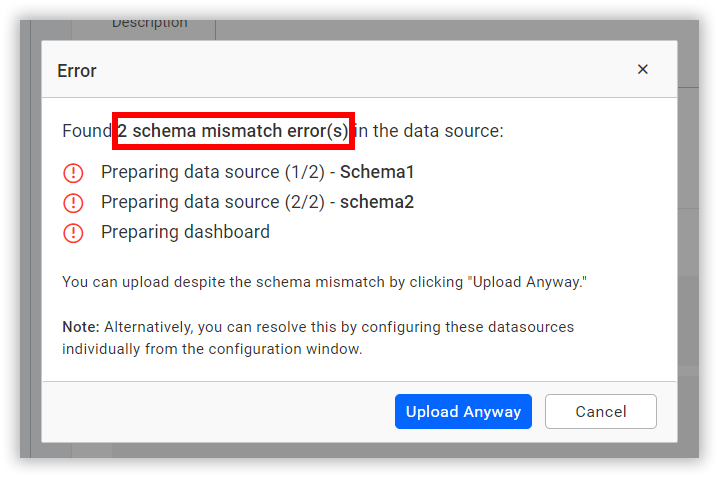 Description
Error
×
Found 2 schema mismatch error(s) in the data source:
Preparing data source (1/2) - Schema1
Preparing data source (2/2) - schema2
Preparing dashboard
You can upload despite the schema mismatch by clicking "Upload Anyway."
Note: Alternatively, you can resolve this by configuring these datasources
individually from the configuration window.
Upload Anyway
Cancel